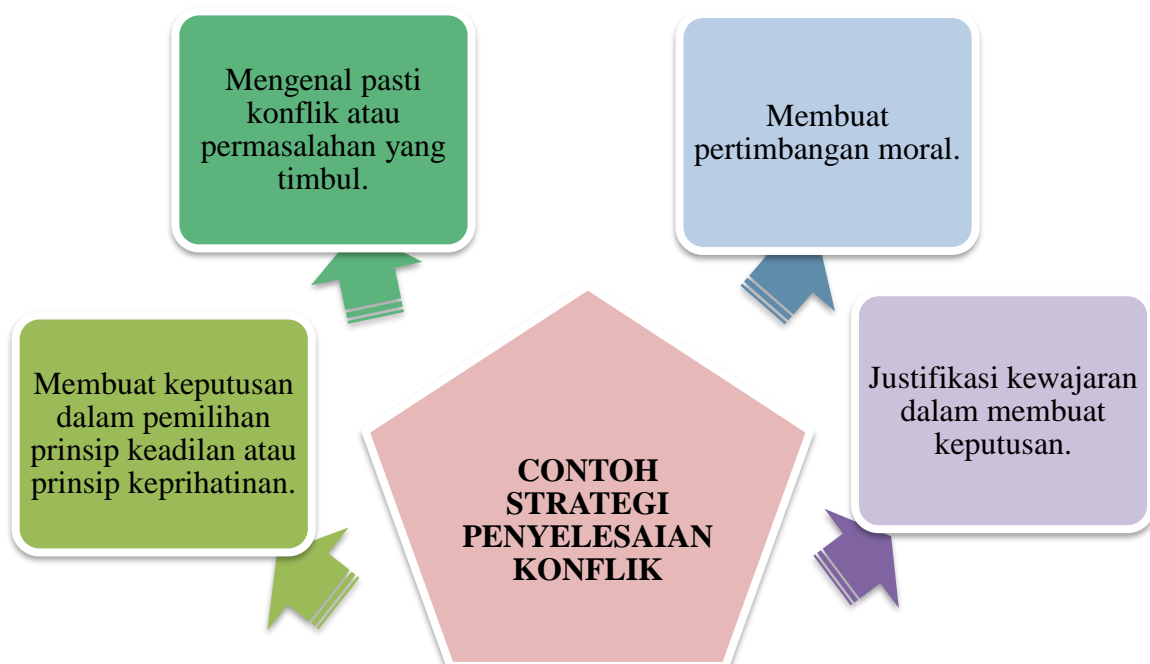 Mengenal pasti
konflik atau
permasalahan yang
timbul.
Membuat
pertimbangan moral.
Membuat keputusan
dalam pemilihan
prinsip keadilan atau
prinsip keprihatinan.
Justifikasi kewajaran
dalam membuat
keputusan.
CONTOH
STRATEGI
PENYELESAIAN
KONFLIK